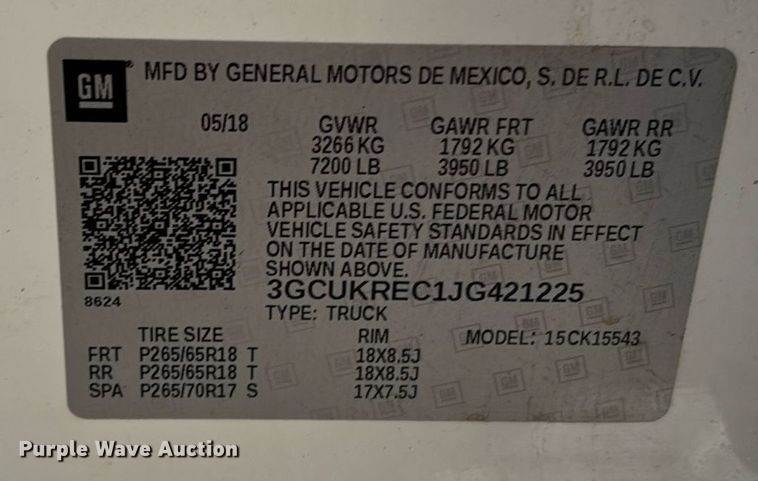 GM
MFD BY GENERAL MOTORS DE MEXICO, S. DE R.L. DE C.V.
05/18 GVWR GAWR FRT GAWR RR
3266 KG 1792 KG 1792 KG
7200 LB 3950 LB 3950 LB
THIS VEHICLE CONFORMS TO ALL
APPLICABLE U.S. FEDERAL MOTOR
VEHICLE SAFETY STANDARDS IN EFFECT
ON THE DATE OF MANUFACTURE
SHOWN ABOVE.
8624
3GCUKREC1JG421225
TYPE: TRUCK
TIRE SIZE RIM MODEL: 15CK15543
FRT P265/65R18 T 18X8.5J
RR P265/65R18 T 18X8.5J
SPA P265/70R17 S 17X7.5J
Purple Wave Auction